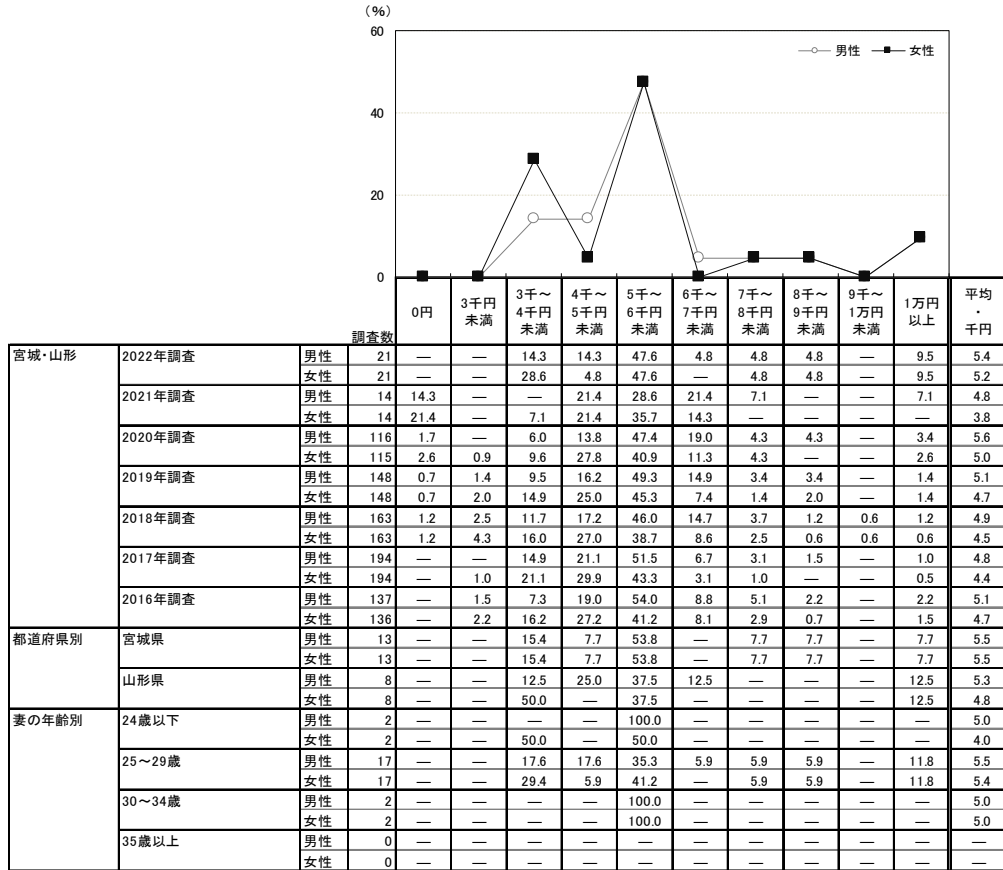 （％）
60
40
20
0
男性 女性
調査数 0円 3千円未満 3千～4千円未満 4千～5千円未満 5千～6千円未満 6千～7千円未満 7千～8千円未満 8千～9千円未満 9千～1万円未満 1万円以上 平均・千円
宮城・山形 2022年調査 男性 21 — — 14.3 14.3 47.6 4.8 4.8 4.8 — 9.5 5.4
女性 21 — — 28.6 4.8 47.6 — 4.8 4.8 — 9.5 5.2
2021年調査 男性 14 14.3 — — 21.4 28.6 21.4 7.1 — — 7.1 4.8
女性 14 21.4 — 7.1 21.4 35.7 14.3 — — — — 3.8
2020年調査 男性 116 1.7 — 6.0 13.8 47.4 19.0 4.3 4.3 — 3.4 5.6
女性 115 2.6 0.9 9.6 27.8 40.9 11.3 4.3 — — 2.6 5.0
2019年調査 男性 148 0.7 1.4 9.5 16.2 49.3 14.9 3.4 3.4 — 1.4 5.1
女性 148 0.7 2.0 14.9 25.0 45.3 7.4 1.4 2.0 — 1.4 4.7
2018年調査 男性 163 1.2 2.5 11.7 17.2 46.0 14.7 3.7 1.2 0.6 1.2 4.9
女性 163 1.2 4.3 16.0 27.0 38.7 8.6 2.5 0.6 0.6 0.6 4.5
2017年調査 男性 194 — — 14.9 21.1 51.5 6.7 3.1 1.5 — 1.0 4.8
女性 194 — 1.0 21.1 29.9 43.3 3.1 1.0 — — 0.5 4.4
2016年調査 男性 137 — 1.5 7.3 19.0 54.0 8.8 5.1 2.2 — 2.2 5.1
女性 136 — 2.2 16.2 27.2 41.2 8.1 2.9 0.7 — 1.5 4.7
都道府県別 宮城県 男性 13 — — 15.4 7.7 53.8 — 7.7 7.7 — 7.7 5.5
女性 13 — — 15.4 7.7 53.8 — 7.7 7.7 — 7.7 5.5
山形県 男性 8 — — 12.5 25.0 37.5 12.5 — — — 12.5 5.3
女性 8 — — 50.0 — 37.5 — — — — 12.5 4.8
妻の年齢別 24歳以下 男性 2 — — — — 100.0 — — — — — 5.0
女性 2 — — 50.0 — 50.0 — — — — — 4.0
25～29歳 男性 17 — — 17.6 17.6 35.3 5.9 5.9 5.9 — 11.8 5.5
女性 17 — — 29.4 5.9 41.2 — 5.9 5.9 — 11.8 5.4
30～34歳 男性 2 — — — — 100.0 — — — — — 5.0
女性 2 — — — — 100.0 — — — — — 5.0
35歳以上 男性 0 — — — — — — — — — — —
女性 0 — — — — — — — — — — —